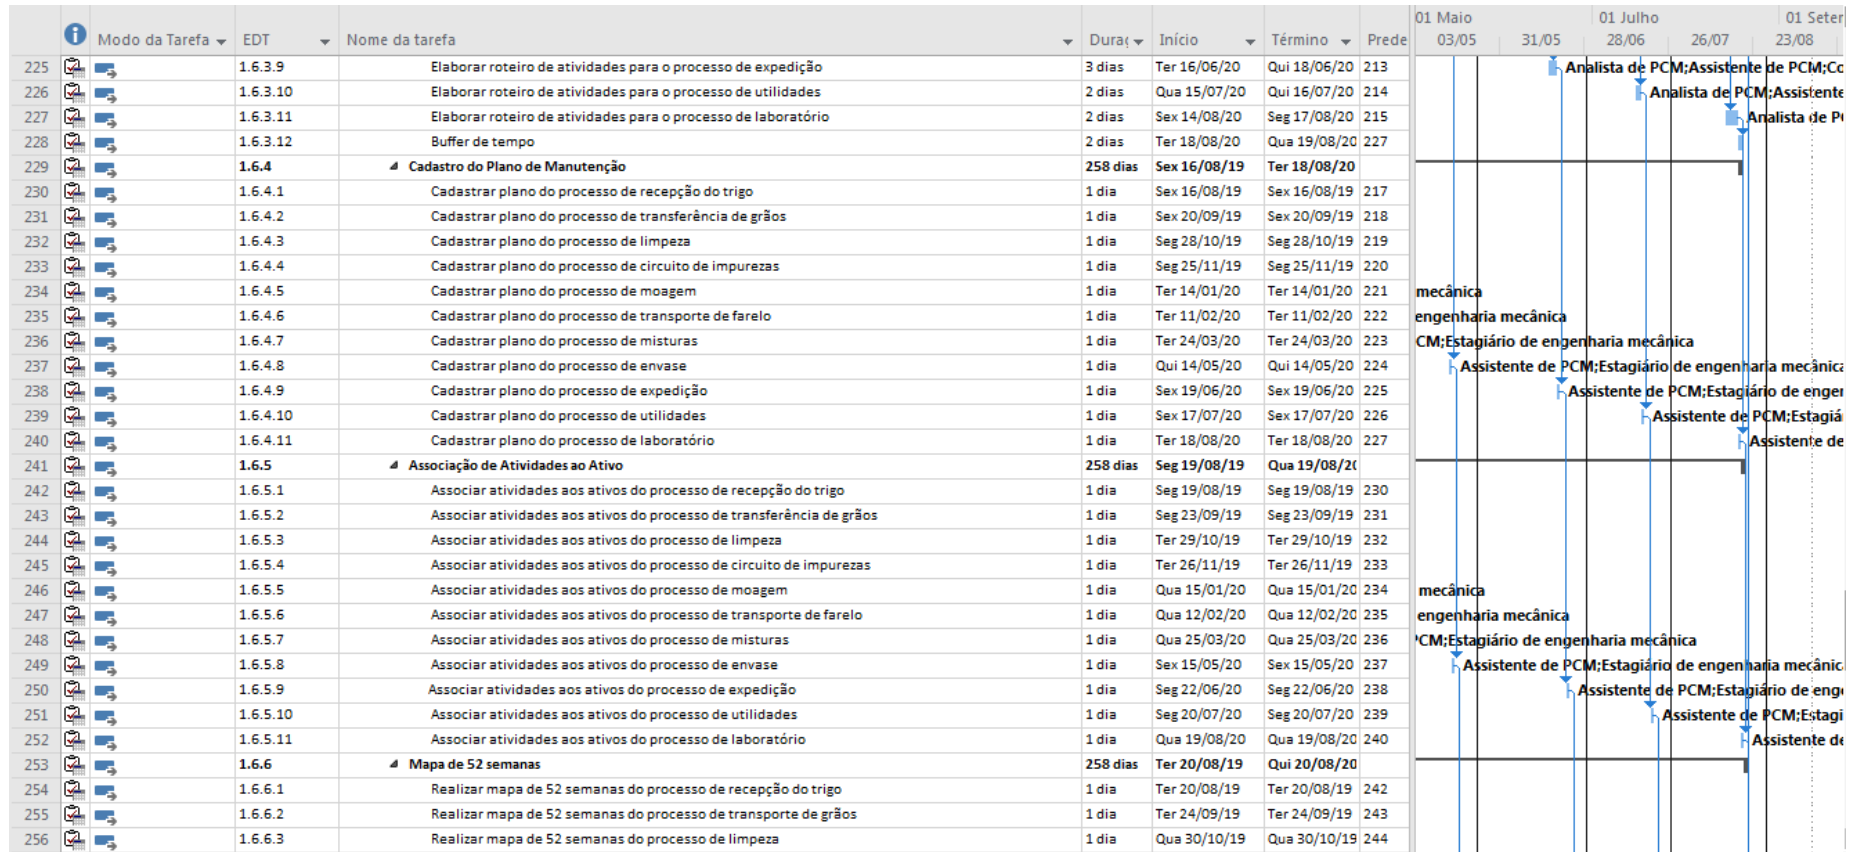 01 Maio 01 Julho
Modo da Tarefa EDT Nome da tarefa Início Término 03/05 31/05 28/06 26/07 23/08
225 1.6.3.9 Elaborar roteiro de atividades para o processo de expedição 3 dias Ter 16/06/20 Qui 18/06/20 213 Analista de PCM;Assistente de PCM;Co
226 1.6.3.10 Elaborar roteiro de atividades para o processo de utilidades 2 dias Qua 15/07/20 Qui 16/07/20 214 Analista de PCM;Assistente
227 1.6.3.11 Elaborar roteiro de atividades para o processo de laboratório 2 dias Sex 14/08/20 Seg 17/08/20 215 Analista de
228 1.6.3.12 Buffer de tempo 2 dias Ter 18/08/20 Qua 19/08/20 227
229 1.6.4 Cadastro do Plano de Manutenção 258 dias Sex 16/08/19 Ter 18/08/20
230 1.6.4.1 Cadastrar plano do processo de recepção do trigo 1 dia Sex 16/08/19 Sex 16/08/19 217
231 1.6.4.2 Cadastrar plano do processo de transferência de grãos 1 dia Sex 20/09/19 Sex 20/09/19 218
232 1.6.4.3 Cadastrar plano do processo de limpeza 1 dia Seg 28/10/19 Seg 28/10/19 219
233 1.6.4.4 Cadastrar plano do processo de circuito de impurezas 1 dia Seg 25/11/19 Seg 25/11/19 220
234 1.6.4.5 Cadastrar plano do processo de moagem 1 dia Ter 14/01/20 Ter 14/01/20 221 mecânica
235 1.6.4.6 Cadastrar plano do processo de transporte de farelo 1 dia Ter 11/02/20 Ter 11/02/20 222 engenharia mecânica
236 1.6.4.7 Cadastrar plano do processo de misturas 1 dia Ter 24/03/20 Ter 24/03/20 223 CM;Estagiário de engenharia mecânica
237 1.6.4.8 Cadastrar plano do processo de envase 1 dia Qui 14/05/20 Qui 14/05/20 224 Assistente de PCM;Estagiário de engenharia mecânica
238 1.6.4.9 Cadastrar plano do processo de expedição 1 dia Sex 19/06/20 Sex 19/06/20 225 Assistente de PCM;Estagiário de enger
239 1.6.4.10 Cadastrar plano do processo de utilidades 1 dia Sex 17/07/20 Sex 17/07/20 226 Assistente de PCM;Estagiá
240 1.6.4.11 Cadastrar plano do processo de laboratório 1 dia Ter 18/08/20 Ter 18/08/20 227 Assistente de
241 1.6.5 Associação de Atividades ao Ativo 258 dias Seg 19/08/19 Qua 19/08/2
242 1.6.5.1 Associar atividades aos ativos do processo de recepção do trigo 1 dia Seg 19/08/19 Seg 19/08/19 230
243 1.6.5.2 Associar atividades aos ativos do processo de transferência de grãos 1 dia Seg 23/09/19 Seg 23/09/19 231
244 1.6.5.3 Associar atividades aos ativos do processo de limpeza 1 dia Ter 29/10/19 Ter 29/10/19 232
245 1.6.5.4 Associar atividades aos ativos do processo de circuito de impurezas 1 dia Ter 26/11/19 Ter 26/11/19 233
246 1.6.5.5 Associar atividades aos ativos do processo de moagem 1 dia Qua 15/01/20 Qua 15/01/20 234 mecânica
247 1.6.5.6 Associar atividades aos ativos do processo de transporte de farelo 1 dia Qua 12/02/20 Qua 12/02/20 235 engenharia mecânica
248 1.6.5.7 Associar atividades aos ativos do processo de misturas 1 dia Qua 25/03/20 Qua 25/03/20 236 PCM;Estagiário de engenharia mecânica
249 1.6.5.8 Associar atividades aos ativos do processo de envase 1 dia Sex 15/05/20 Sex 15/05/20 237 Assistente de PCM;Estagiário de engenharia mecânic
250 1.6.5.9 Associar atividades aos ativos do processo de expedição 1 dia Seg 22/06/20 Seg 22/06/20 238 Assistente de PCM;Estagiário de enge
251 1.6.5.10 Associar atividades aos ativos do processo de utilidades 1 dia Seg 20/07/20 Seg 20/07/20 239 Assistente de PCM;Estagi
252 1.6.5.11 Associar atividades aos ativos do processo de laboratório 1 dia Qua 19/08/20 Qua 19/08/20 240 Assistente de
253 1.6.6 Mapa de 52 semanas 258 dias Ter 20/08/19 Qui 20/08/20
254 1.6.6.1 Realizar mapa de 52 semanas do processo de recepção do trigo 1 dia Ter 20/08/19 Ter 20/08/19 242
255 1.6.6.2 Realizar mapa de 52 semanas do processo de transporte de grãos 1 dia Ter 24/09/19 Ter 24/09/19 243
256 1.6.6.3 Realizar mapa de 52 semanas do processo de limpeza 1 dia Qua 30/10/19 Qua 30/10/19 244